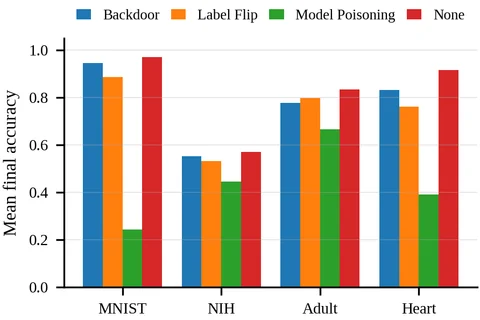 Backdoor Label Flip Model Poisoning None
Mean final accuracy
1.0
0.8
0.6
0.4
0.2
0.0
MNIST NIH Adult Heart